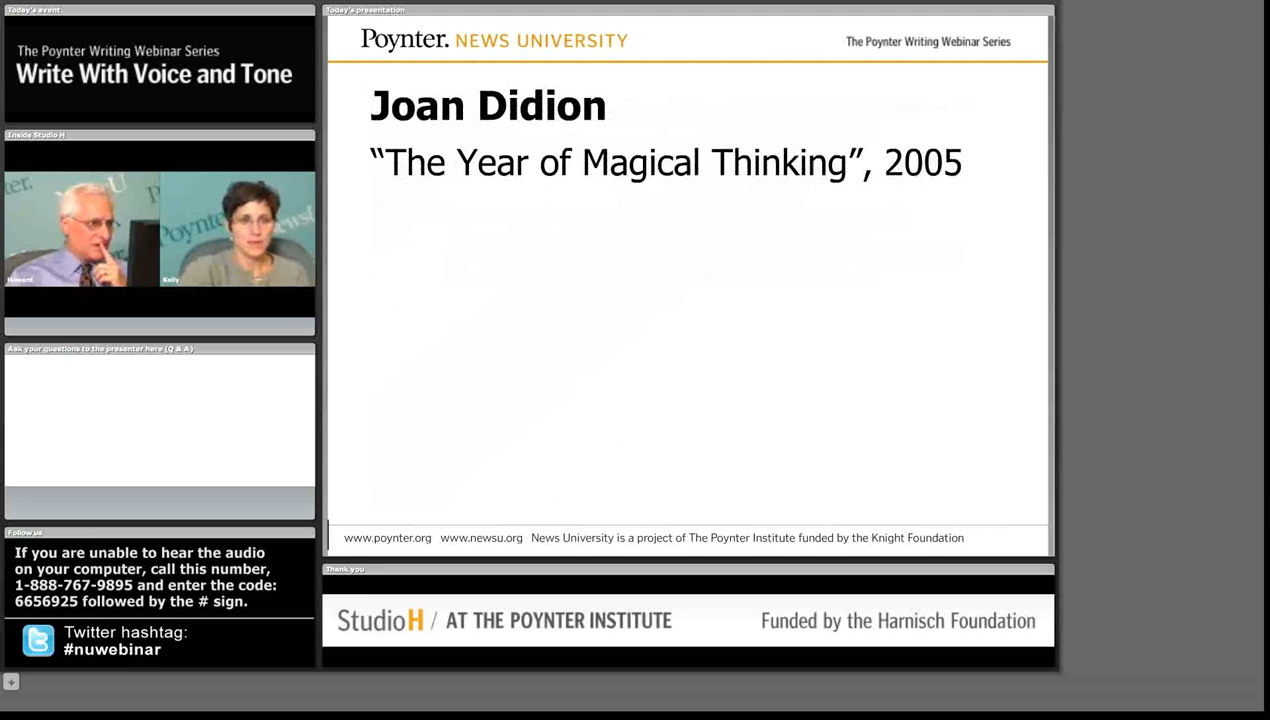 Today's event
The Poynter Writing Webinar Series
Write With Voice and Tone
Inside Studio H
Howard
Kelly
Ask your questions to the presenter here (Q & A)
Follow us
If you are unable to hear the audio
on your computer, call this number,
1-888-767-9895 and enter the code:
6656925 followed by the # sign.
Twitter hashtag:
#nuwebinar
Today's presentation
Poynter. NEWS UNIVERSITY
The Poynter Writing Webinar Series
Joan Didion
“The Year of Magical Thinking”, 2005
www.poynter.org www.newsu.org News University is a project of The Poynter Institute funded by the Knight Foundation
Thank you
StudioH / AT THE POYNTER INSTITUTE
Funded by the Harnisch Foundation